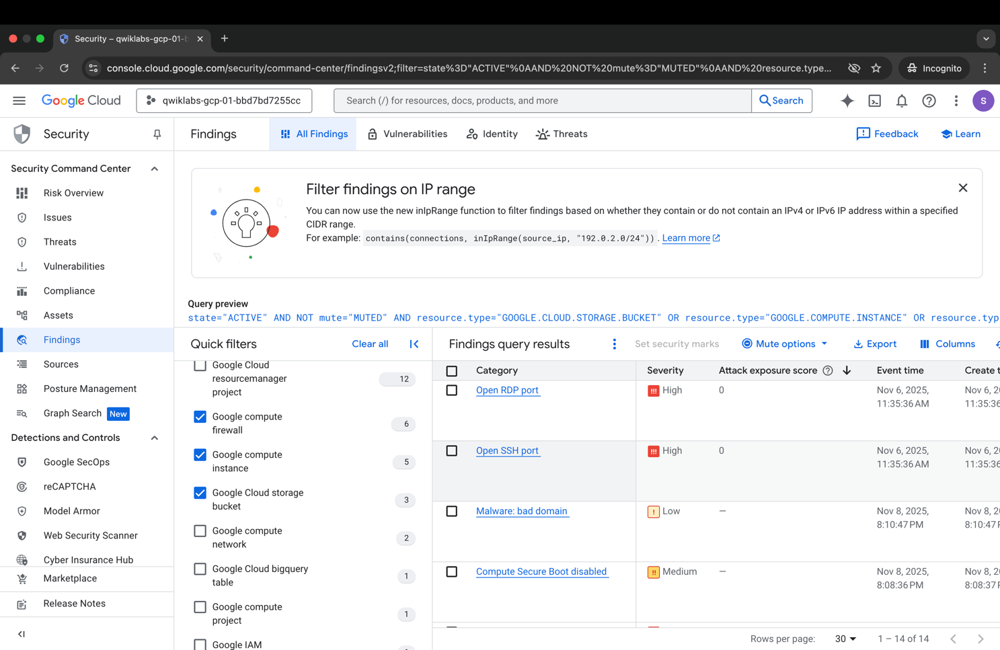 Security – qwiklabs-gcp-01-b
console.cloud.google.com/security/command-center/findingsv2;filter=state%3D"ACTIVE"%0AAND%20NOT%20mute%3D"MUTED"%0AAND%20resource.type...
Incognito
Google Cloud
qwiklabs-gcp-01-bbd7bd7255cc
Search (/) for resources, docs, products, and more
Search
S
Security
Findings
All Findings
Vulnerabilities
Identity
Threats
Feedback
Learn
Security Command Center
Risk Overview
Issues
Threats
Vulnerabilities
Compliance
Assets
Findings
Sources
Posture Management
Graph Search New
Detections and Controls
Google SecOps
reCAPTCHA
Model Armor
Web Security Scanner
Cyber Insurance Hub
Marketplace
Release Notes
Filter findings on IP range
You can now use the new inIpRange function to filter findings based on whether they contain or do not contain an IPv4 or IPv6 IP address within a specified
CIDR range.
For example: contains(connections, inIpRange(source_ip, "192.0.2.0/24")) . Learn more
Query preview
state="ACTIVE" AND NOT mute="MUTED" AND resource.type="GOOGLE.CLOUD.STORAGE.BUCKET" OR resource.type="GOOGLE.COMPUTE.INSTANCE" OR resource.typ
Quick filters
Clear all
Google Cloud
resourcemanager
project
12
Google compute
firewall
6
Google compute
instance
5
Google Cloud storage
bucket
3
Google compute
network
2
Google Cloud bigquery
table
1
Google compute
project
1
Google IAM
Findings query results
Set security marks
Mute options
Export
Columns
Category
Severity
Attack exposure score
Event time
Create t
Open RDP port
High
0
Nov 6, 2025,
11:35:36 AM
Nov 6, 2
11:35:36
Open SSH port
High
0
Nov 6, 2025,
11:35:36 AM
Nov 6, 2
11:35:36
Malware: bad domain
Low
—
Nov 8, 2025,
8:10:47 PM
Nov 8, 2
8:10:47 P
Compute Secure Boot disabled
Medium
—
Nov 8, 2025,
8:08:36 PM
Nov 8, 2
8:08:37 P
Rows per page:
30
1 – 14 of 14